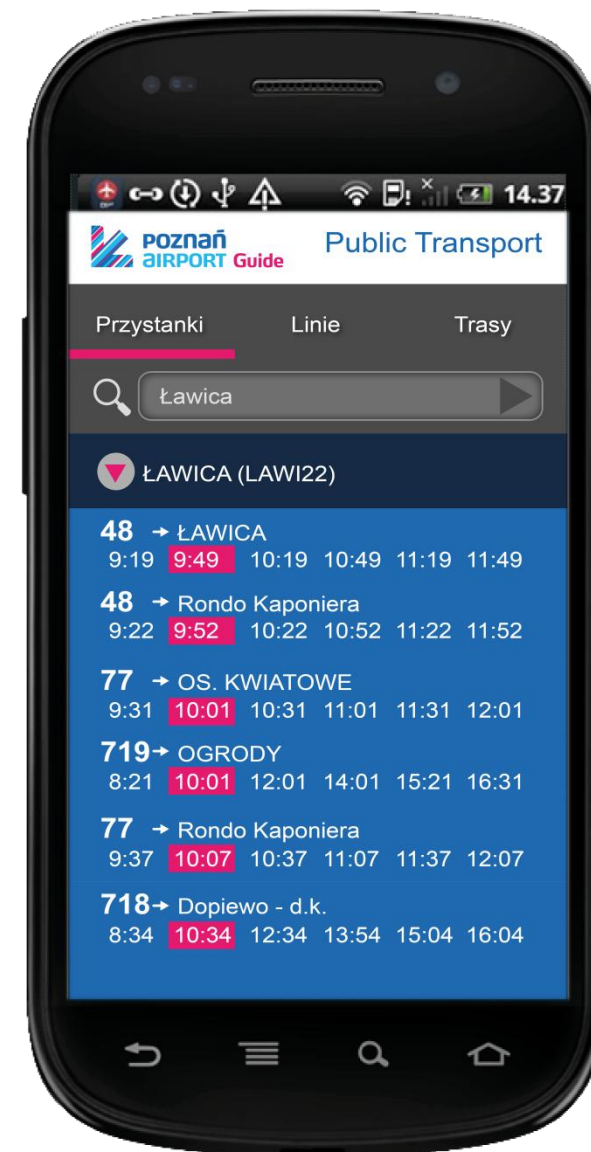 14.37
POZNAŃ AIRPORT Guide
Public Transport
Przystanki Linie Trasy
Ławica
ŁAWICA (LAWI22)
48 → ŁAWICA
9:19 9:49 10:19 10:49 11:19 11:49
48 → Rondo Kaponiera
9:22 9:52 10:22 10:52 11:22 11:52
77 → OS. KWIATOWE
9:31 10:01 10:31 11:01 11:31 12:01
719→ OGRODY
8:21 10:01 12:01 14:01 15:21 16:31
77 → Rondo Kaponiera
9:37 10:07 10:37 11:07 11:37 12:07
718→ Dopiewo - d.k.
8:34 10:34 12:34 13:54 15:04 16:04